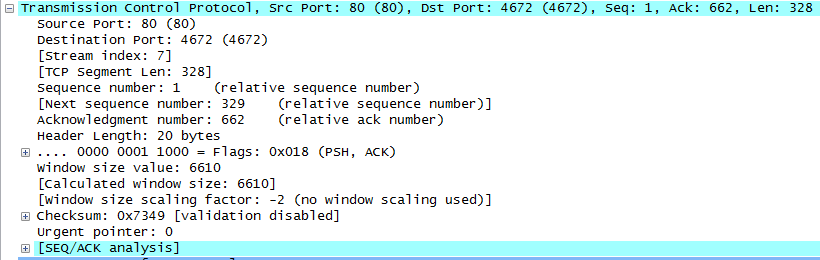 Transmission Control Protocol, Src Port: 80 (80), Dst Port: 4672 (4672), Seq: 1, Ack: 662, Len: 328
Source Port: 80 (80)
Destination Port: 4672 (4672)
[Stream index: 7]
[TCP Segment Len: 328]
Sequence number: 1    (relative sequence number)
[Next sequence number: 329    (relative sequence number)]
Acknowledgment number: 662    (relative ack number)
Header Length: 20 bytes
.... 0000 0001 1000 = Flags: 0x018 (PSH, ACK)
Window size value: 6610
[Calculated window size: 6610]
[Window size scaling factor: -2 (no window scaling used)]
Checksum: 0x7349 [validation disabled]
Urgent pointer: 0
[SEQ/ACK analysis]